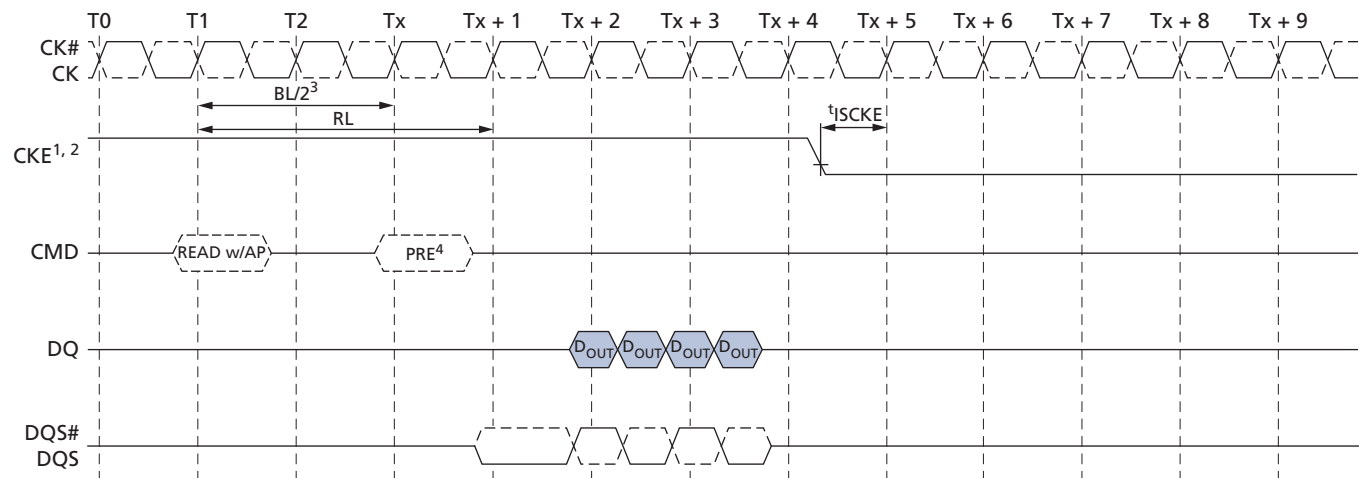 T0 T1 T2 Tx Tx + 1 Tx + 2 Tx + 3 Tx + 4 Tx + 5 Tx + 6 Tx + 7 Tx + 8 Tx + 9
CK#
CK
BL/2³
RL
tISCKE
CKE1, 2
CMD READ w/AP PRE⁴
DQ DOUT DOUT DOUT DOUT
DQS#
DQS